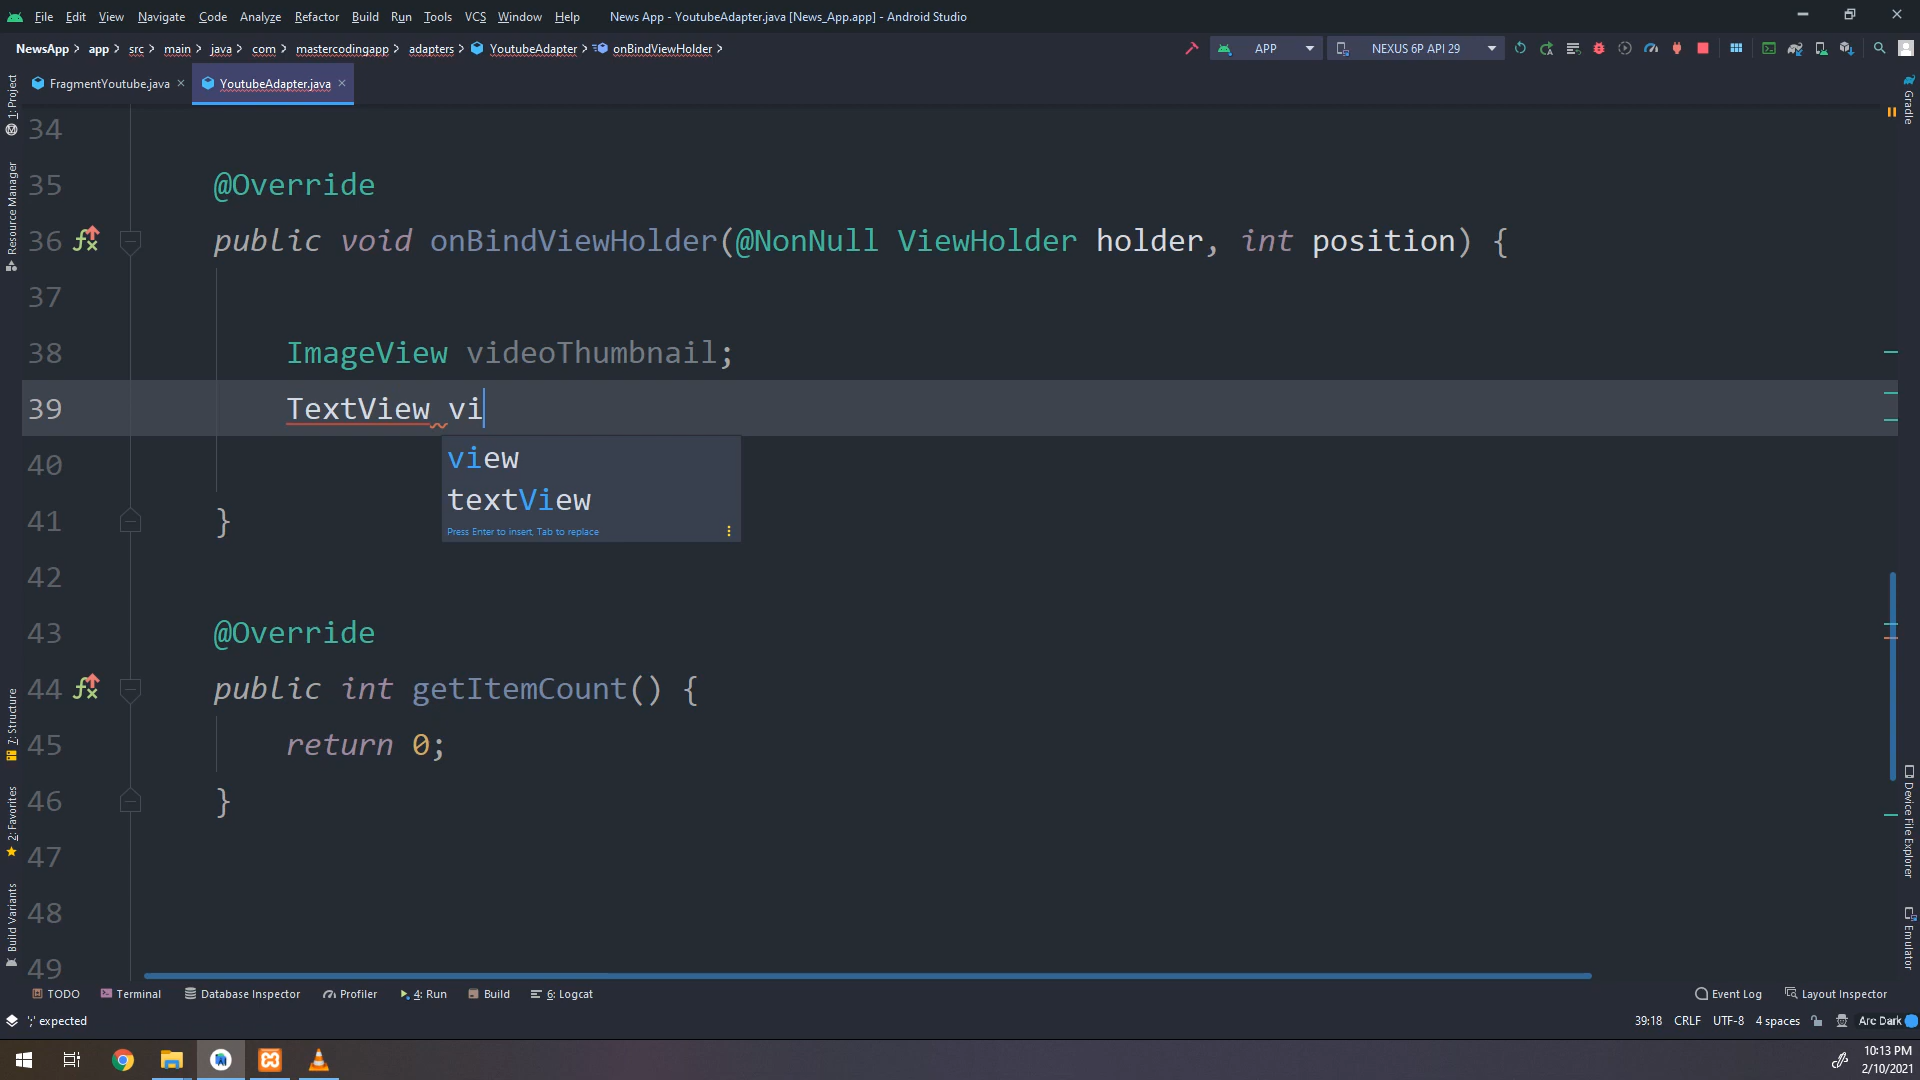 File Edit View Navigate Code Analyze Refactor Build Run Tools VCS Window Help News App - YoutubeAdapter.java [News_App.app] - Android Studio
NewsApp app src main java com mastercodingapp adapters YoutubeAdapter onBindViewHolder APP NEXUS 6P API 29
FragmentYoutube.java YoutubeAdapter.java
1: Project
Resource Manager
7: Structure
2: Favorites
Build Variants
34
35 @Override
36 public void onBindViewHolder(@NonNull ViewHolder holder, int position) {
37
38 ImageView videoThumbnail;
39 TextView vi
view
textView
Press Enter to insert, Tab to replace
40
41 }
42
43 @Override
44 public int getItemCount() {
45 return 0;
46 }
47
48
49
Gradle
Device File Explorer
Emulator
TODO Terminal Database Inspector Profiler 4: Run Build 6: Logcat Event Log Layout Inspector
';' expected 39:18 CRLF UTF-8 4 spaces Arc Dark
10:13 PM
2/10/2021